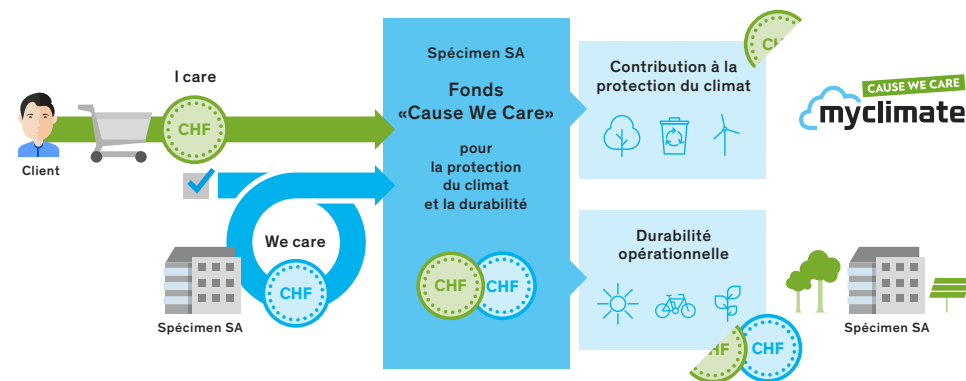 I care
CHF
Client
We care
CHF
Spécimen SA
Spécimen SA
Fonds
«Cause We Care»
pour
la protection
du climat
et la durabilité
CHF
CHF
CH
Contribution à la
protection du climat
CAUSE WE CARE
myclimate
Durabilité
opérationnelle
HF
CHF
Spécimen SA